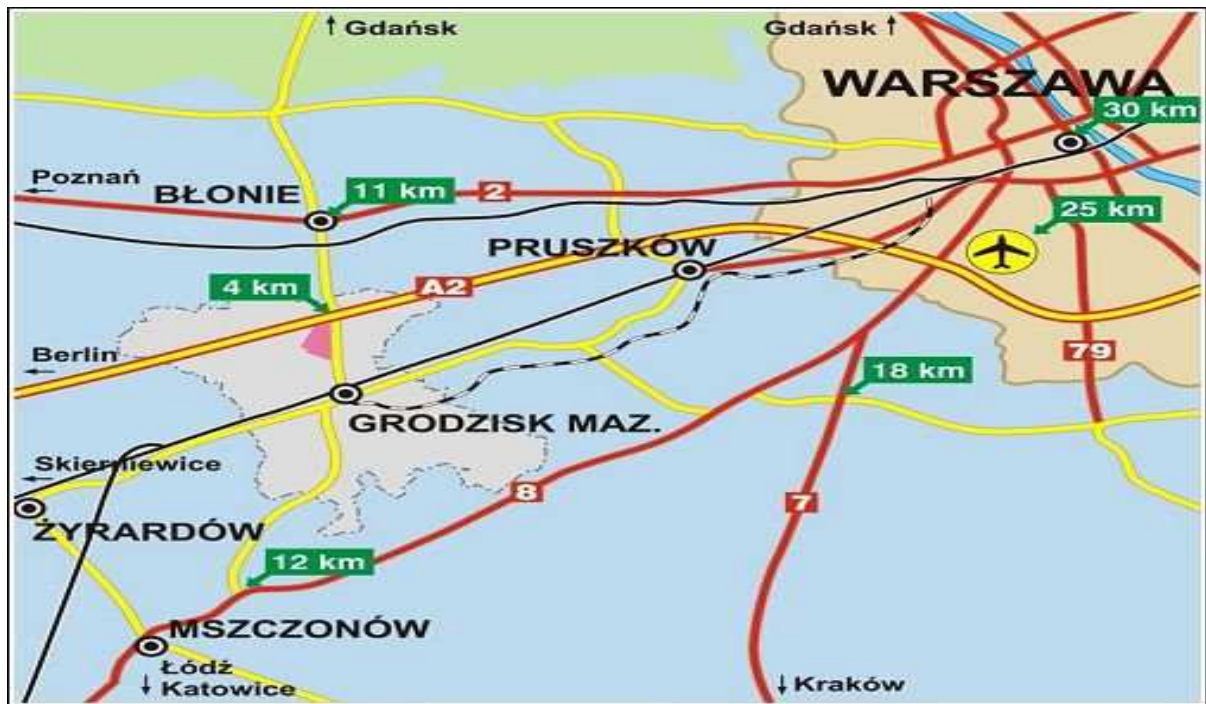 ↑ Gdańsk
Gdańsk ↑
WARSZAWA
30 km
Poznań
←
BŁONIE
11 km
2
25 km
PRUSZKÓW
4 km
A2
Berlin
←
79
18 km
GRODZISK MAZ.
Skierniewice
←
8
7
ŻYRARDÓW
12 km
MSZCZONÓW
Łódź
↓ Katowice
↓ Kraków